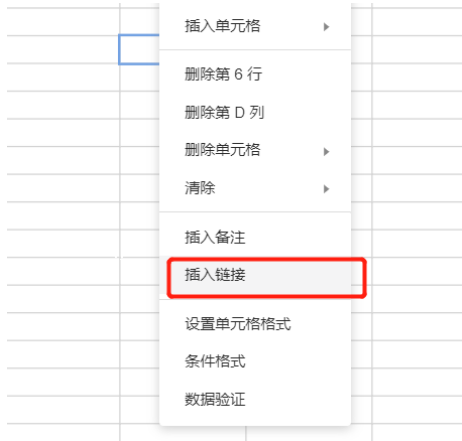 插入单元格
删除第 6 行
删除第 D 列
删除单元格
清除
插入备注
插入链接
设置单元格格式
条件格式
数据验证